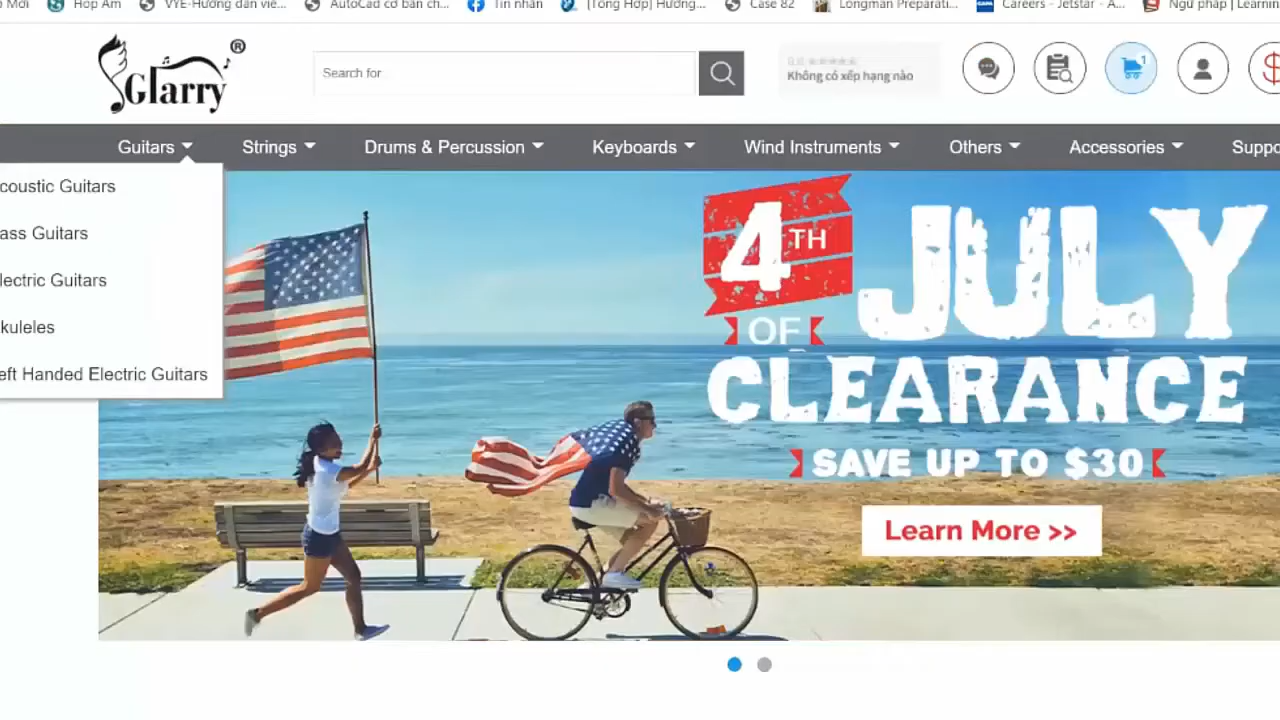 Mới
Hợp Âm
VYE-Hướng dẫn viê...
AutoCad cơ bản ch...
Tin nhắn
[Tổng Hợp] Hướng...
Case 82
Longman Preparati...
Careers - Jetstar - A...
Ngữ pháp | Learnin
Glarry ®
Search for
Không có xếp hạng nào
1
Guitars
Strings
Drums & Percussion
Keyboards
Wind Instruments
Others
Accessories
Suppo
coustic Guitars
ass Guitars
lectric Guitars
kuleles
eft Handed Electric Guitars
4TH
OF
JULY
CLEARANCE
SAVE UP TO $30
Learn More >>